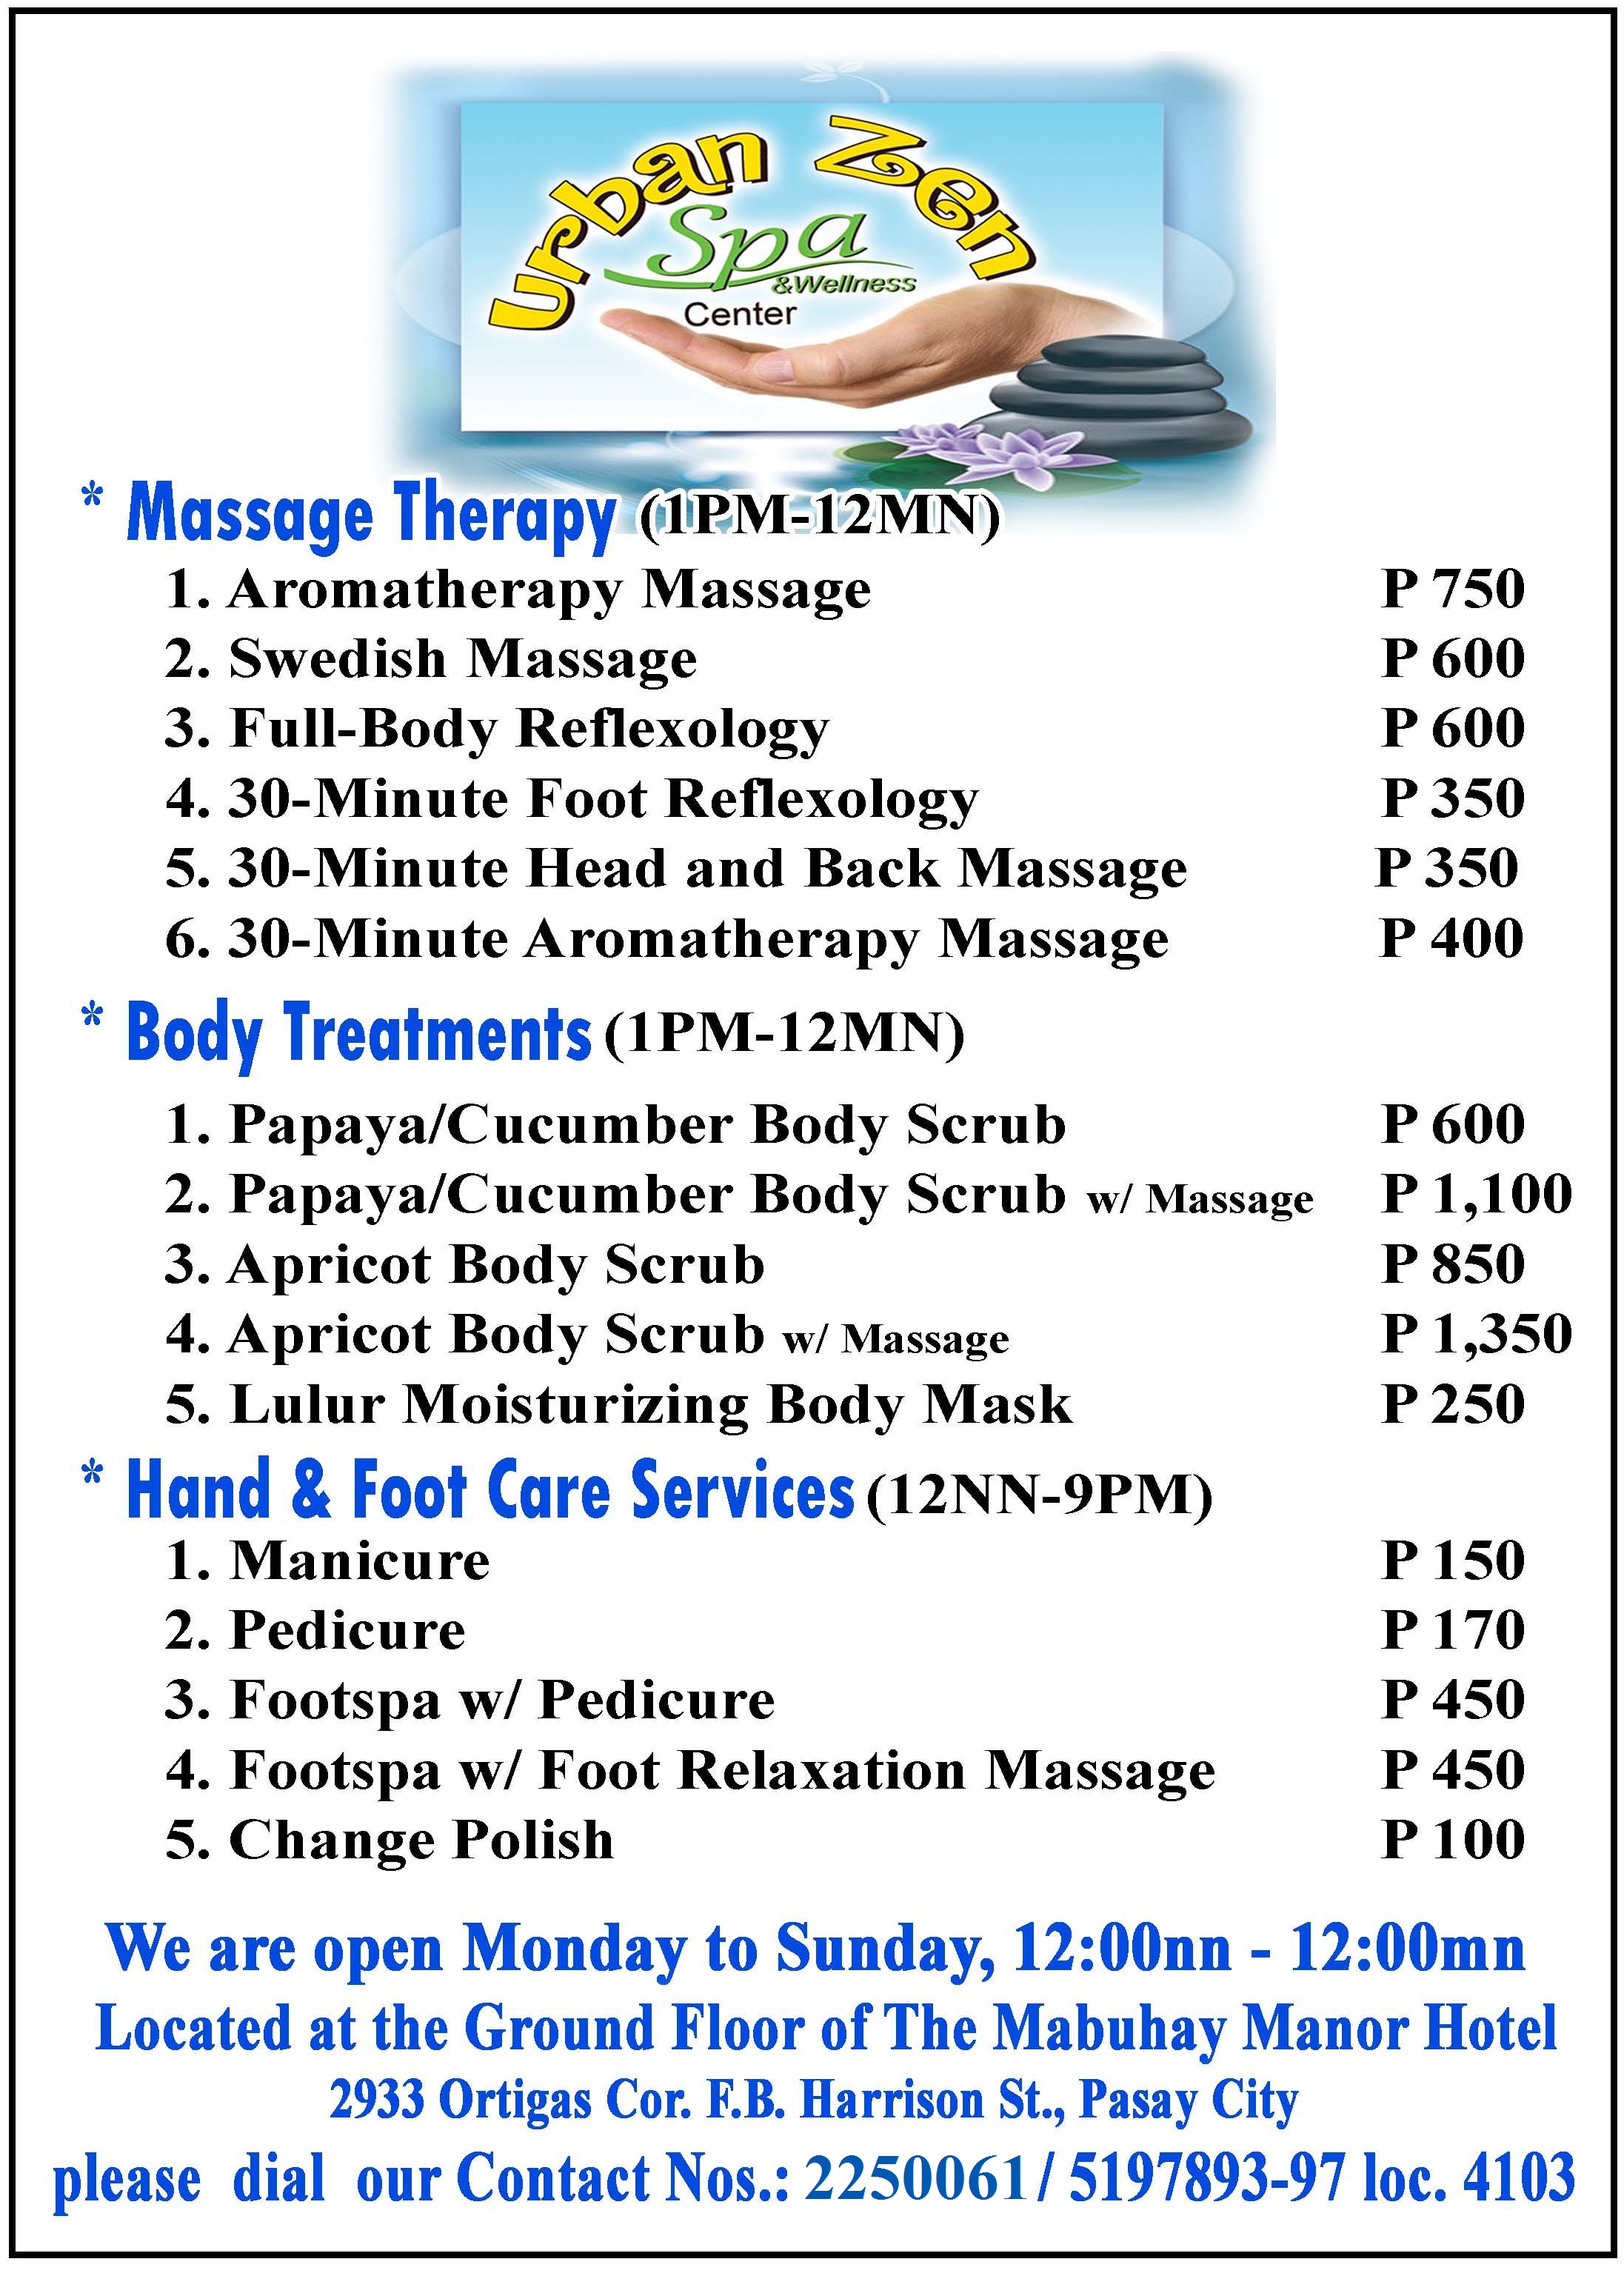 Urban Zen
Spa
&Wellness
Center
* Massage Therapy (1PM-12MN)
1. Aromatherapy Massage P 750
2. Swedish Massage P 600
3. Full-Body Reflexology P 600
4. 30-Minute Foot Reflexology P 350
5. 30-Minute Head and Back Massage P 350
6. 30-Minute Aromatherapy Massage P 400
* Body Treatments (1PM-12MN)
1. Papaya/Cucumber Body Scrub P 600
2. Papaya/Cucumber Body Scrub w/ Massage P 1,100
3. Apricot Body Scrub P 850
4. Apricot Body Scrub w/ Massage P 1,350
5. Lulur Moisturizing Body Mask P 250
* Hand & Foot Care Services (12NN-9PM)
1. Manicure P 150
2. Pedicure P 170
3. Footspa w/ Pedicure P 450
4. Footspa w/ Foot Relaxation Massage P 450
5. Change Polish P 100
We are open Monday to Sunday, 12:00nn - 12:00mn
Located at the Ground Floor of The Mabuhay Manor Hotel
2933 Ortigas Cor. F.B. Harrison St., Pasay City
please dial our Contact Nos.: 2250061 / 5197893-97 loc. 4103